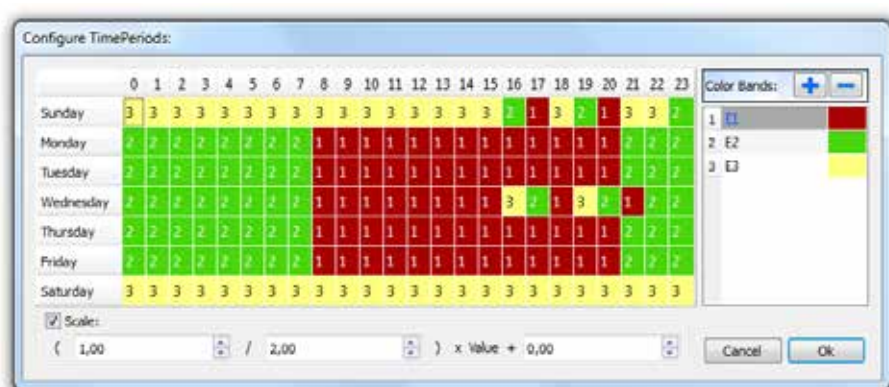 Configure TimePeriods:
0 1 2 3 4 5 6 7 8 9 10 11 12 13 14 15 16 17 18 19 20 21 22 23
Sunday 3 3 3 3 3 3 3 3 3 3 3 3 3 3 3 3 2 1 3 2 1 3 3 2
Monday 2 2 2 2 2 2 2 2 1 1 1 1 1 1 1 1 1 1 1 1 1 2 2 2
Tuesday 2 2 2 2 2 2 2 2 1 1 1 1 1 1 1 1 1 1 1 1 1 2 2 2
Wednesday 2 2 2 2 2 2 2 2 1 1 1 1 1 1 1 1 3 2 1 3 2 1 2 2
Thursday 2 2 2 2 2 2 2 2 1 1 1 1 1 1 1 1 1 1 1 1 1 2 2 2
Friday 2 2 2 2 2 2 2 2 1 1 1 1 1 1 1 1 1 1 1 1 1 2 2 2
Saturday 3 3 3 3 3 3 3 3 3 3 3 3 3 3 3 3 3 3 3 3 3 3 3 3
Color Bands: + −
1 E1
2 E2
3 E3
Scale:
( 1,00 / 2,00 ) x Value + 0,00
Cancel Ok